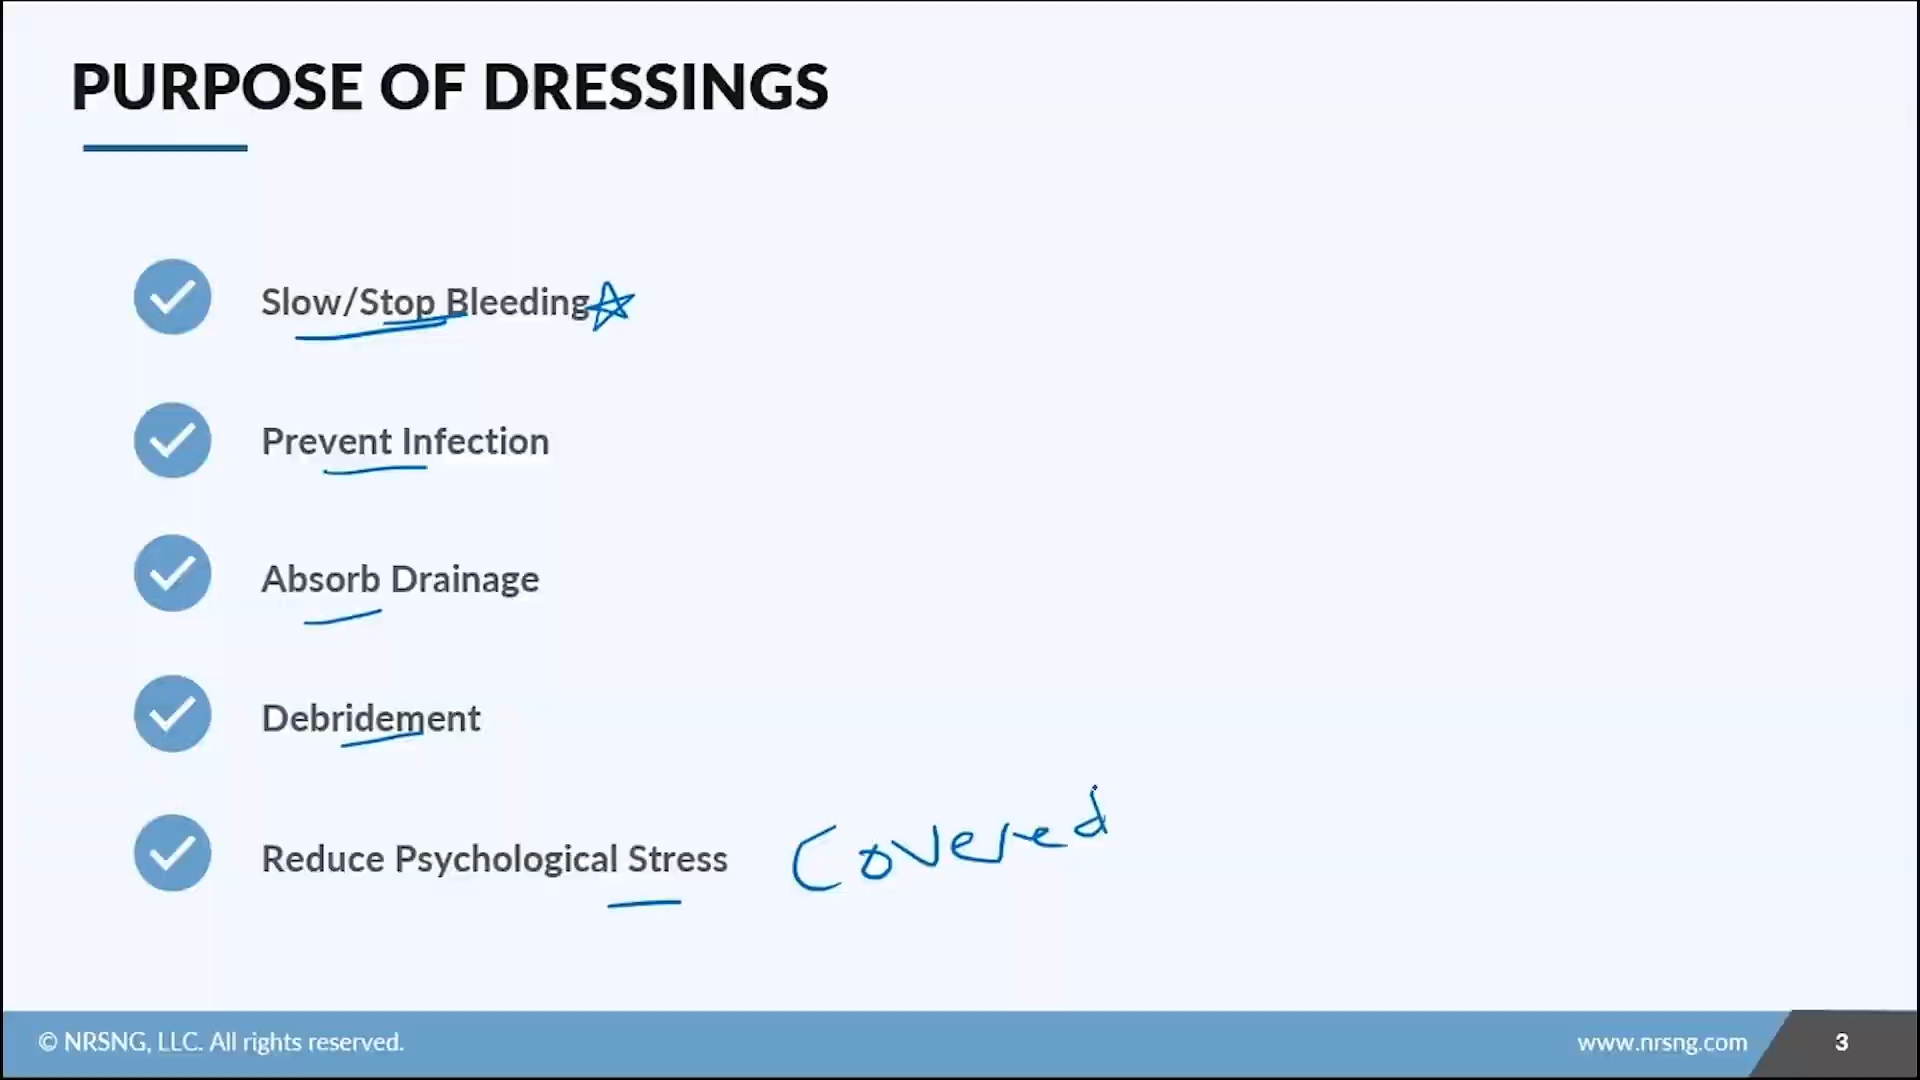 PURPOSE OF DRESSINGS
Slow/Stop Bleeding
Prevent Infection
Absorb Drainage
Debridement
Reduce Psychological Stress Covered
© NRSNG, LLC. All rights reserved. www.nrsng.com 3